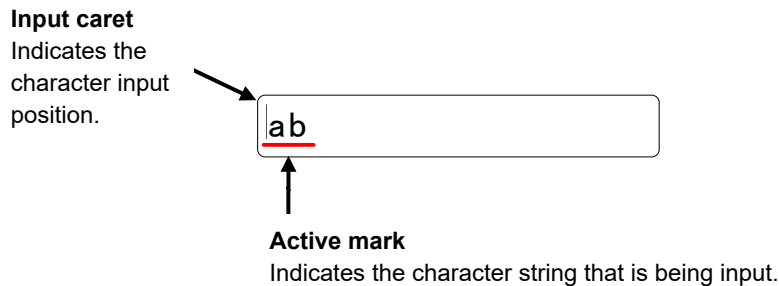 Input caret
Indicates the
character input
position.
ab
Active mark
Indicates the character string that is being input.